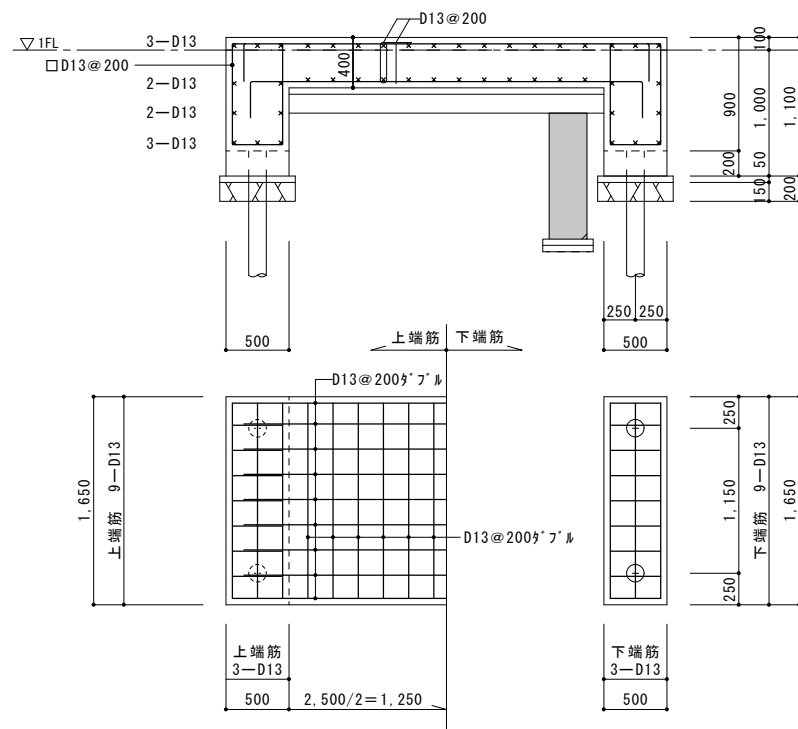 D13@200
▽ 1FL
3—D13
□D13@200
2—D13
2—D13
3—D13
400
100
900
1,000
1,100
200
50
150
200
250 250
500
500
上端筋 下端筋
D13@200ﾀﾞﾌﾞﾙ
D13@200ﾀﾞﾌﾞﾙ
1,650
上端筋 9—D13
250
1,150
250
下端筋 9—D13
1,650
上端筋
3—D13
下端筋
3—D13
500
2,500/2=1,250
500